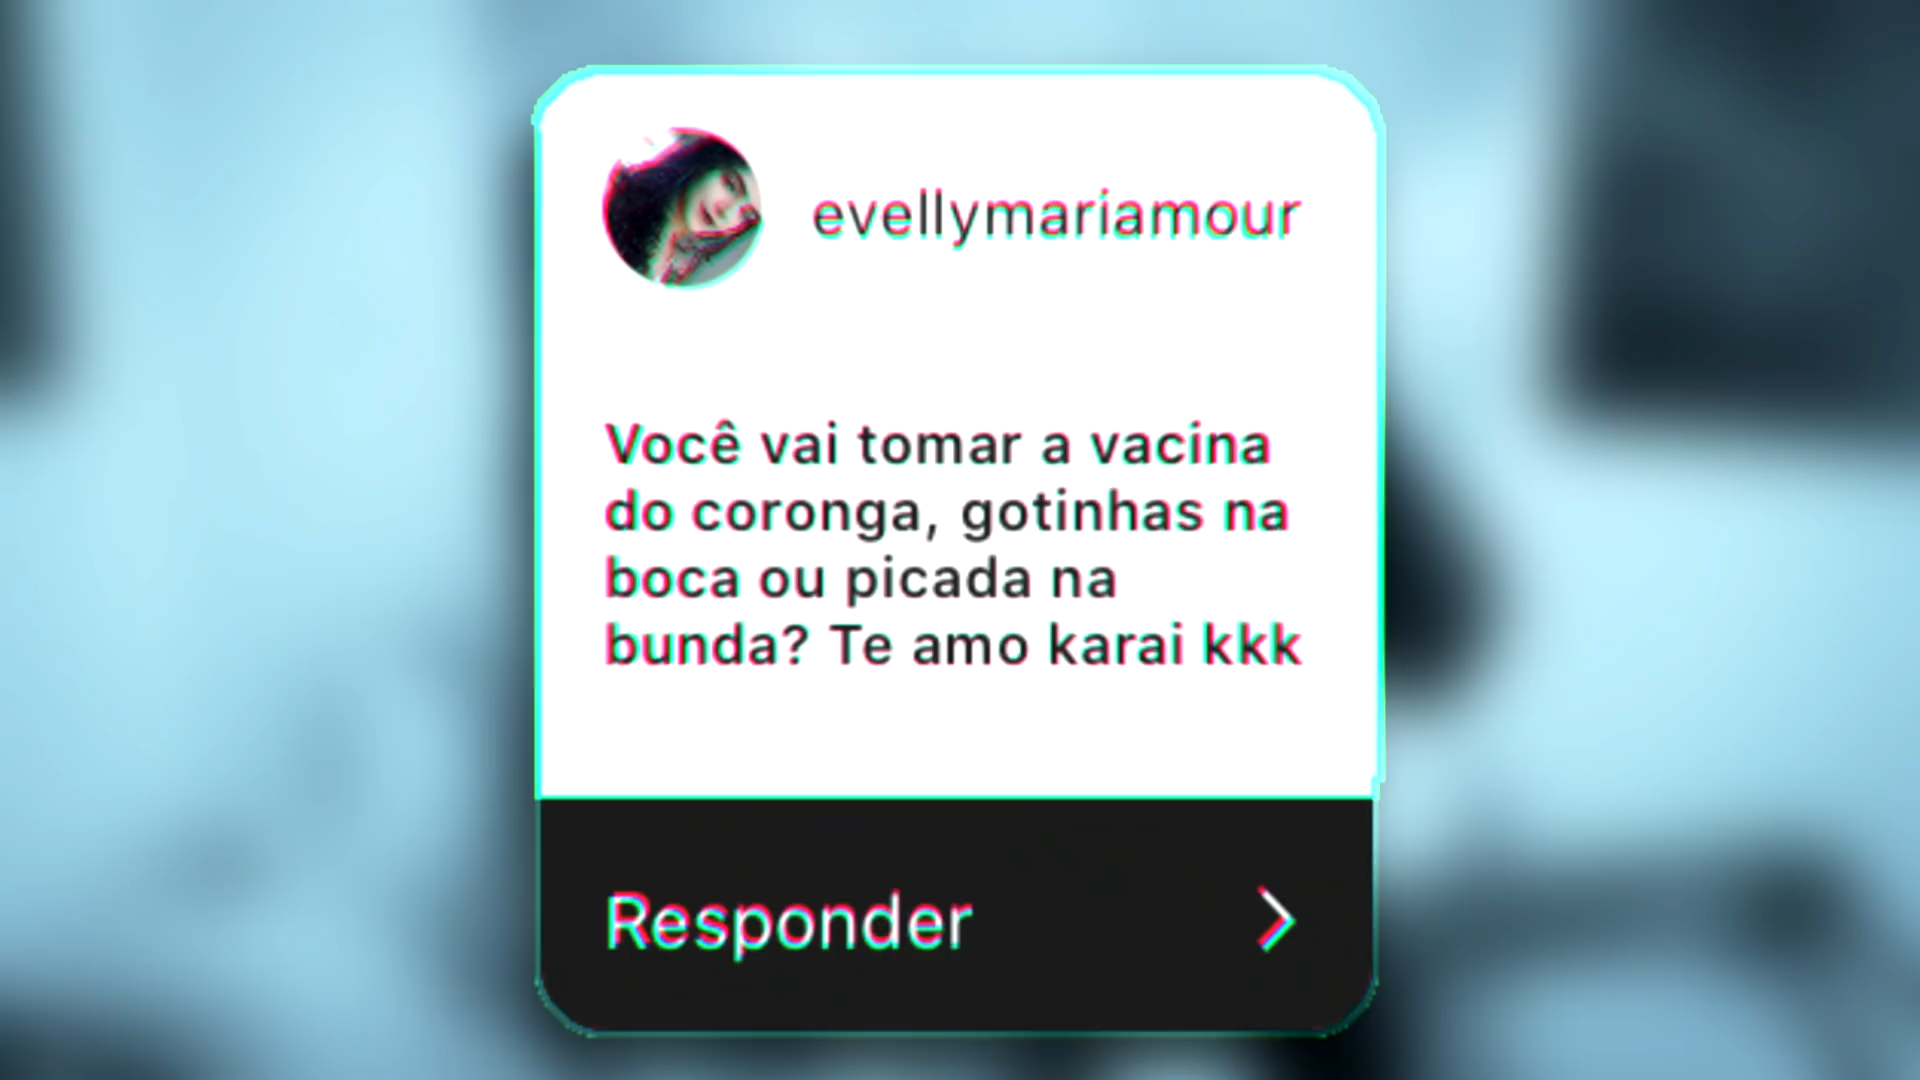 evellymariamour
Você vai tomar a vacina
do coronga, gotinhas na
boca ou picada na
bunda? Te amo karai kkk
Responder